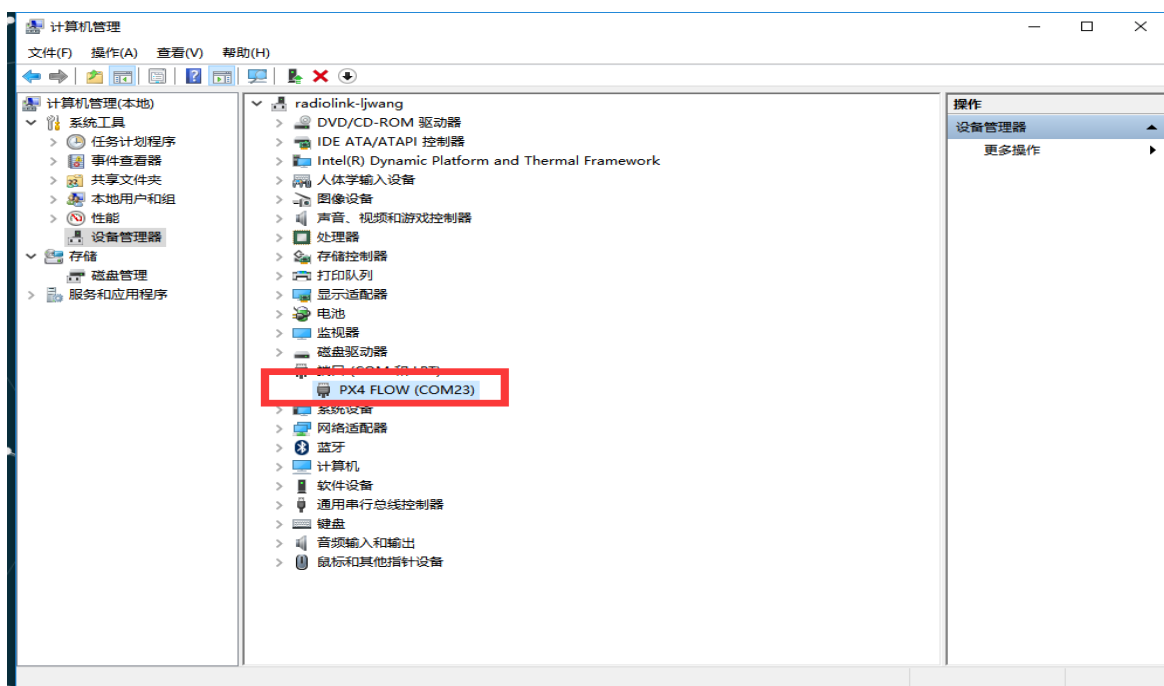 计算机管理
文件(F) 操作(A) 查看(V) 帮助(H)
计算机管理(本地)
系统工具
任务计划程序
事件查看器
共享文件夹
本地用户和组
性能
设备管理器
存储
磁盘管理
服务和应用程序
radiolink-ljwang
DVD/CD-ROM 驱动器
IDE ATA/ATAPI 控制器
Intel(R) Dynamic Platform and Thermal Framework
人体学输入设备
图像设备
声音、视频和游戏控制器
处理器
存储控制器
打印队列
显示适配器
电池
监视器
磁盘驱动器
端口 (COM 和 LPT)
PX4 FLOW (COM23)
系统设备
网络适配器
蓝牙
计算机
软件设备
通用串行总线控制器
键盘
音频输入和输出
鼠标和其他指针设备
操作
设备管理器
更多操作